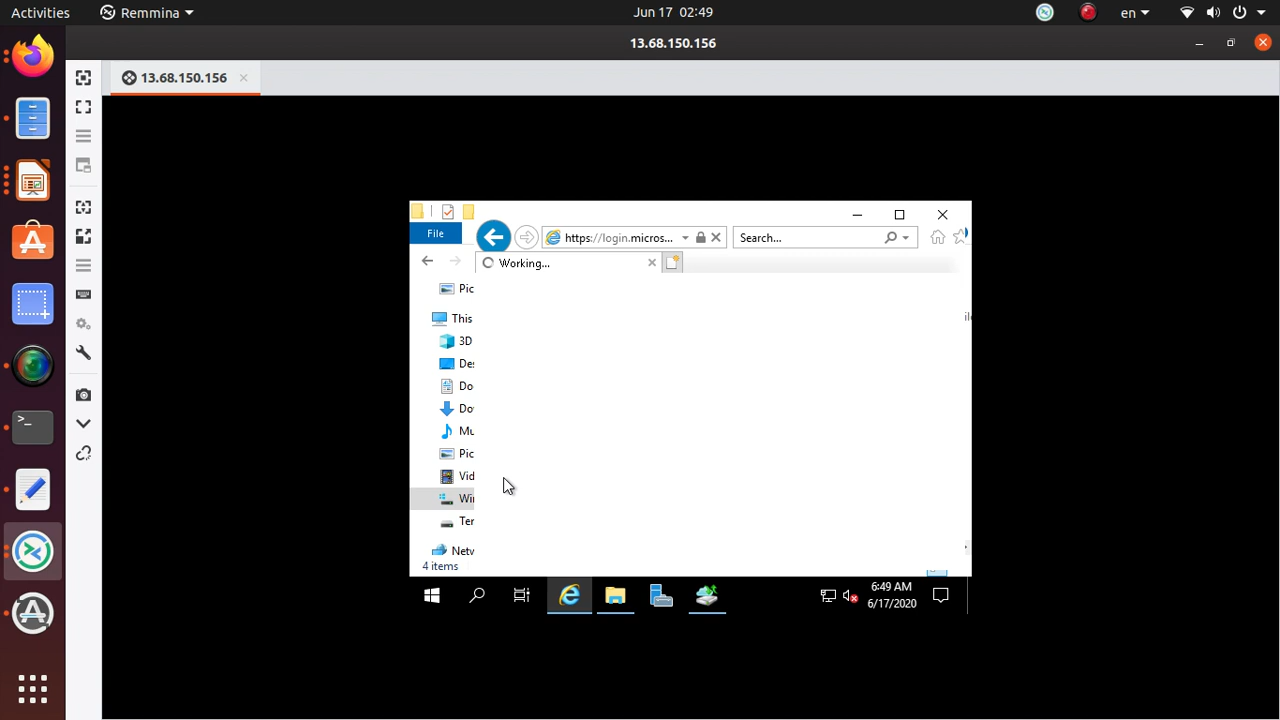 Activities
Remmina
Jun 17 02:49
en
13.68.150.156
13.68.150.156
File
https://login.micros...
Search...
Working...
Pic
This
3D
Des
Do
Do
Mu
Pic
Vid
Wi
Ter
Netv
4 items
6:49 AM
6/17/2020